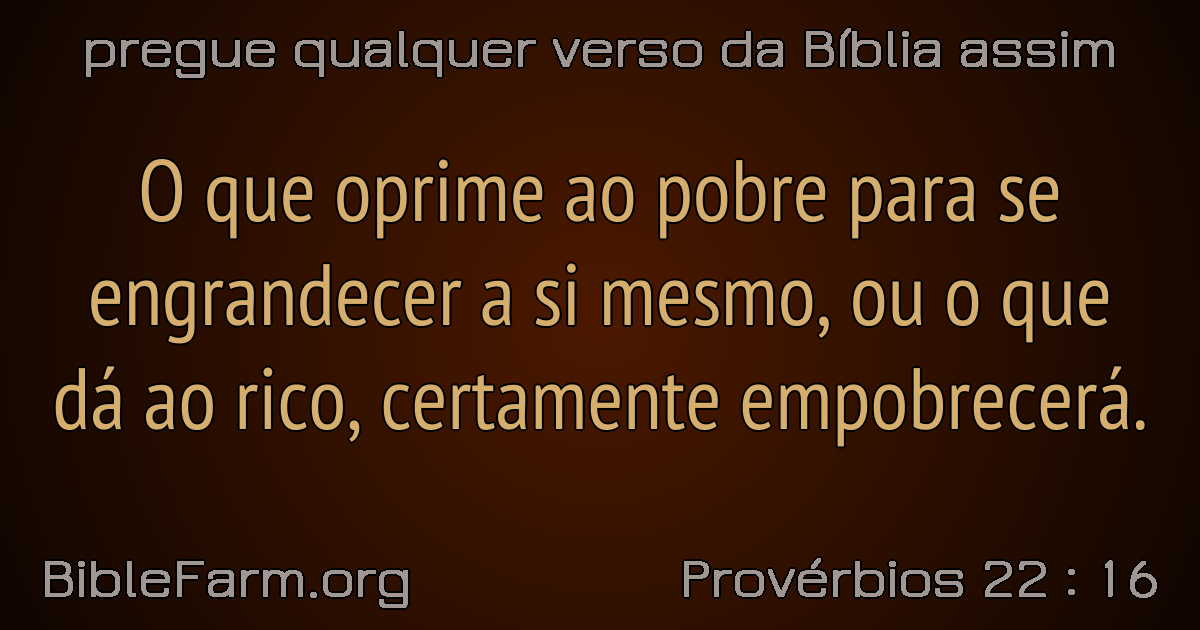 pregue qualquer verso da Bíblia assim
O que oprime ao pobre para se
engrandecer a si mesmo, ou o que
dá ao rico, certamente empobrecerá.
BibleFarm.org
Provérbios 22 : 16